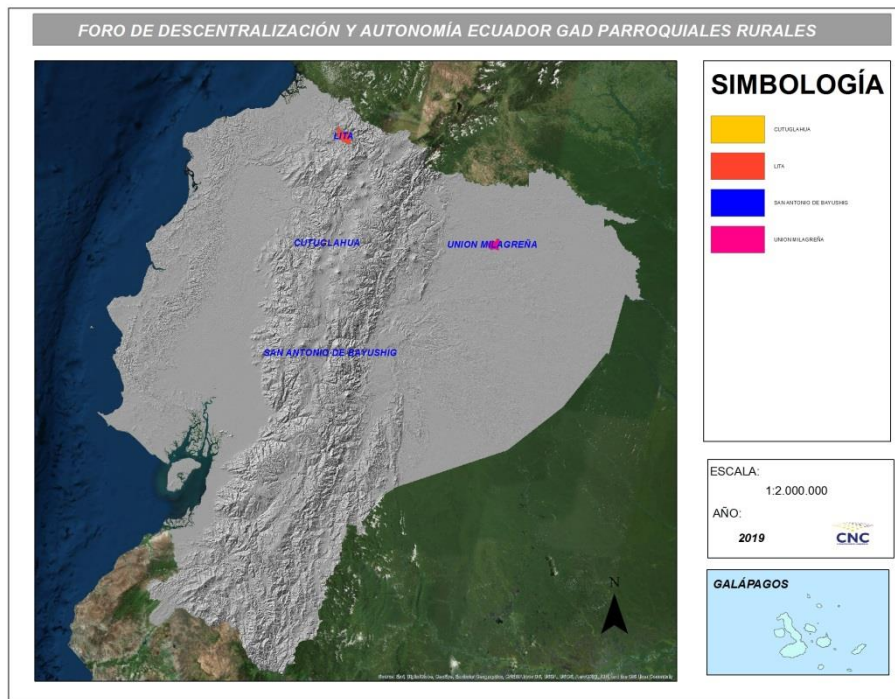 FORO DE DESCENTRALIZACIÓN Y AUTONOMÍA ECUADOR GAD PARROQUIALES RURALES
LITA
CUTUGLAHUA
UNION MILAGREÑA
SAN ANTONIO DE BAYUSHIG
N
SIMBOLOGÍA
CUTUGLAHUA
LITA
SAN ANTONIO DE BAYUSHIG
UNION MILAGREÑA
ESCALA:
1:2.000.000
AÑO:
2019
CNC
GALÁPAGOS